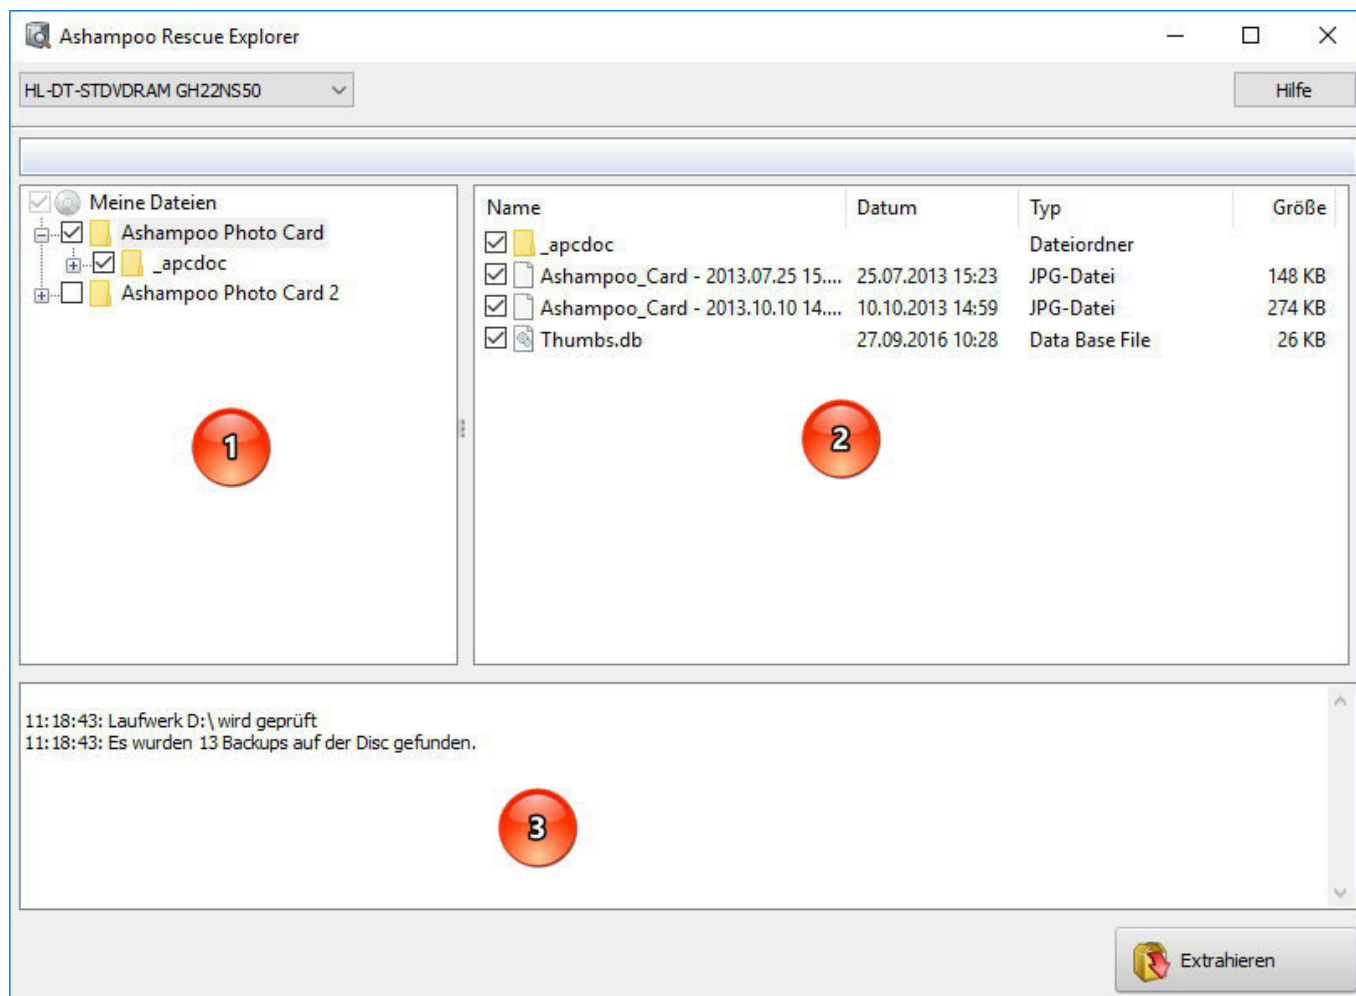 Ashampoo Rescue Explorer
HL-DT-STDVDRAM GH22NS50
Hilfe
Meine Dateien
Ashampoo Photo Card
_apcdoc
Ashampoo Photo Card 2
1
Name Datum Typ Größe
_apcdoc Dateiordner
Ashampoo_Card - 2013.07.25 15.... 25.07.2013 15:23 JPG-Datei 148 KB
Ashampoo_Card - 2013.10.10 14.... 10.10.2013 14:59 JPG-Datei 274 KB
Thumbs.db 27.09.2016 10:28 Data Base File 26 KB
2
11:18:43: Laufwerk D:\ wird geprüft
11:18:43: Es wurden 13 Backups auf der Disc gefunden.
3
Extrahieren